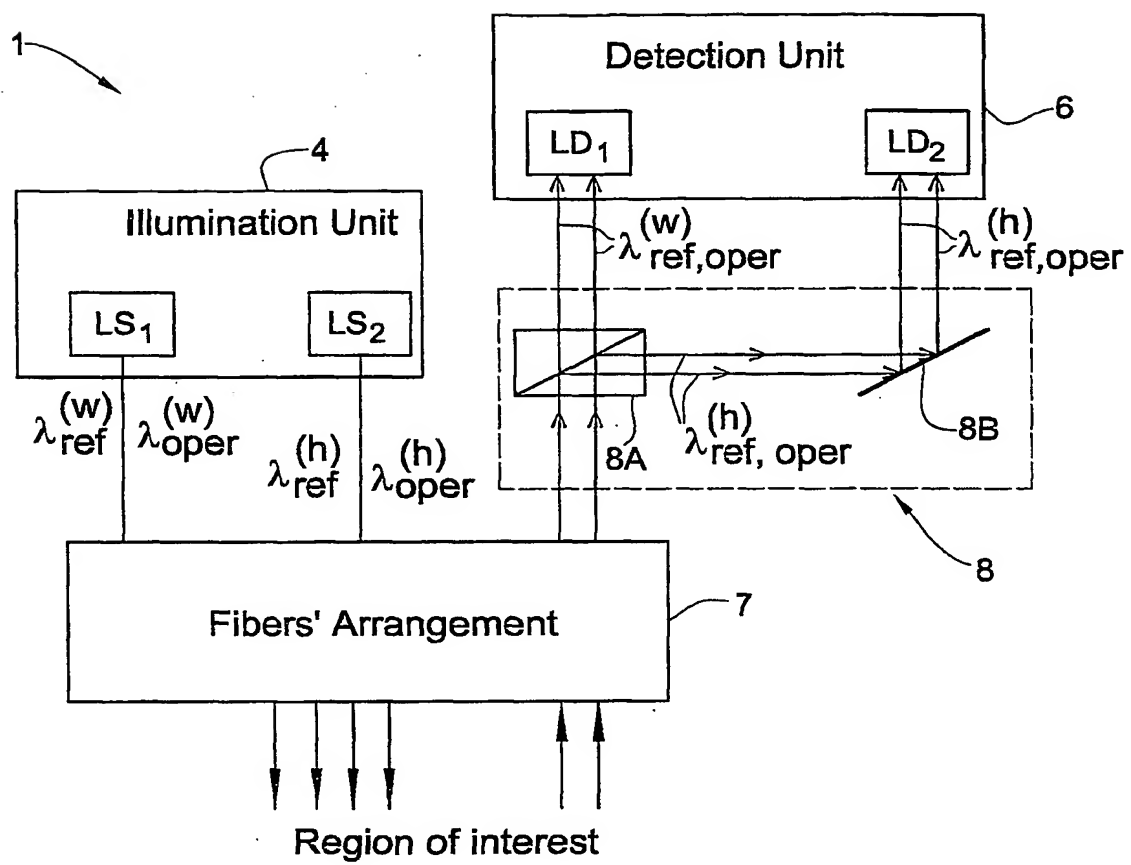 1
Detection Unit
6
LD1
LD2
4
Illumination Unit
λ(w)ref,oper
λ(h)ref,oper
LS1
LS2
λ(w)ref
λ(w)oper
λ(h)ref
λ(h)oper
λ(h)ref, oper
8A
8B
8
Fibers' Arrangement
7
Region of interest